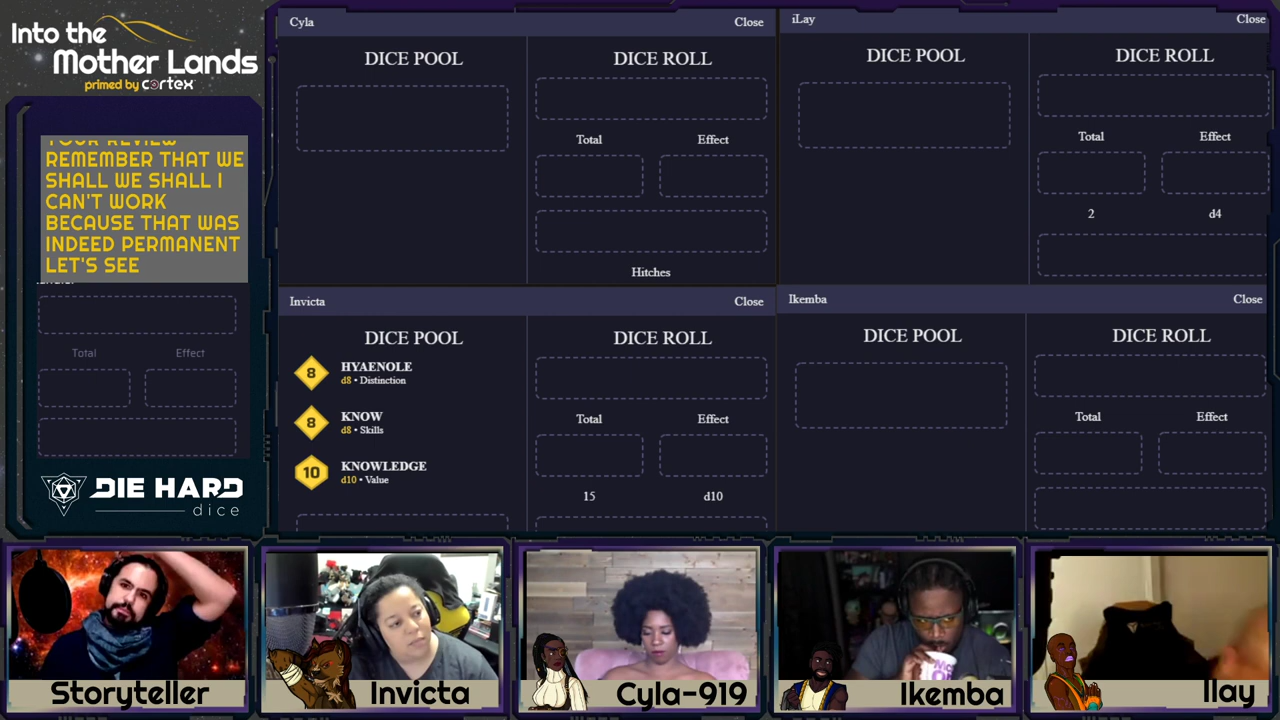 Into the
Mother Lands
primed by cortex
YOUR REVIEW
REMEMBER THAT WE
SHALL WE SHALL I
CAN'T WORK
BECAUSE THAT WAS
INDEED PERMANENT
LET'S SEE
Total Effect
DIE HARD
dice
Cyla Close
DICE POOL DICE ROLL
Total Effect
Hitches
iLay Close
DICE POOL DICE ROLL
Total Effect
2 d4
Invicta Close
DICE POOL DICE ROLL
8 HYAENOLE
d8 • Distinction
8 KNOW
d8 • Skills
10 KNOWLEDGE
d10 • Value
Total Effect
15 d10
Ikemba Close
DICE POOL DICE ROLL
Total Effect
Storyteller
Invicta
Cyla-919
Ikemba
Ilay